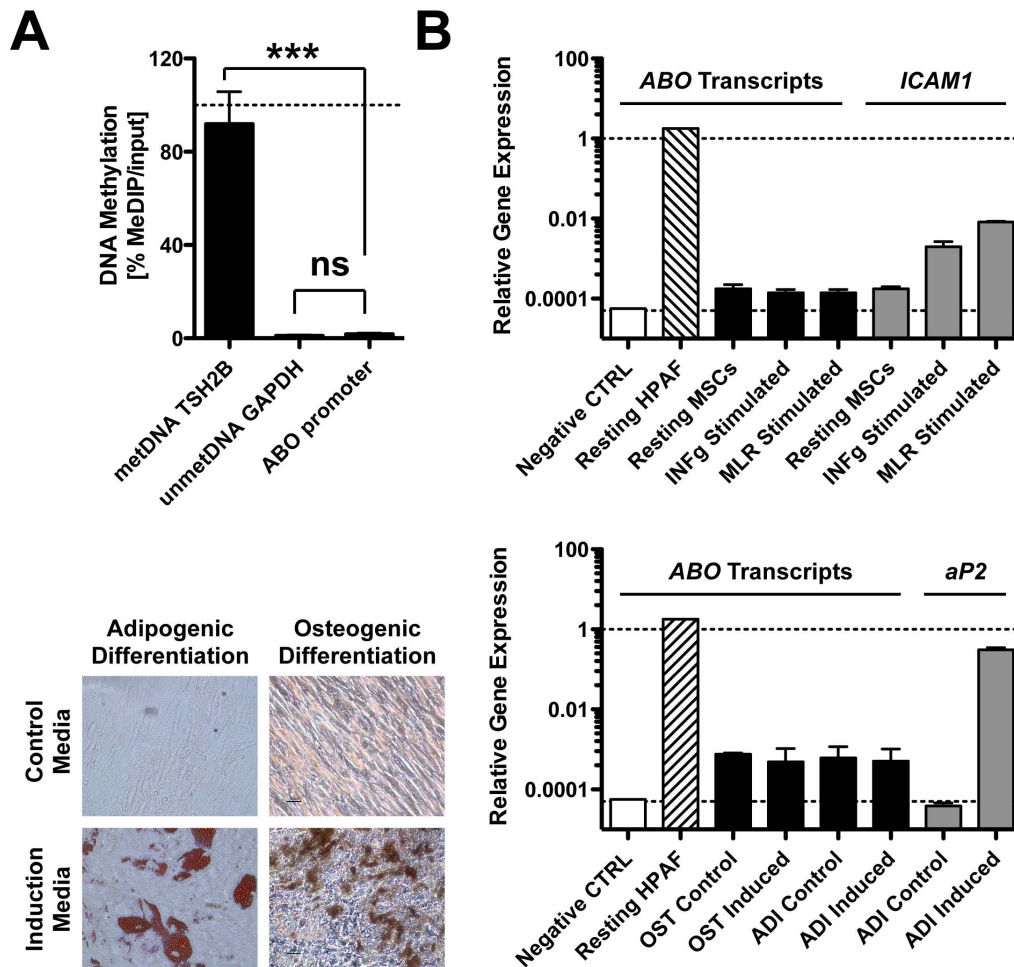 A
120
80
40
0
DNA Methylation
[% MeDIP/input]
***
ns
metDNA TSH2B
unmetDNA GAPDH
ABO promoter
B
100
1
0.01
0.0001
Relative Gene Expression
ABO Transcripts
ICAM1
Negative CTRL
Resting HPAF
Resting MSCs
INFg Stimulated
MLR Stimulated
Resting MSCs
INFg Stimulated
MLR Stimulated
Adipogenic
Differentiation
Osteogenic
Differentiation
Control
Media
Induction
Media
100
1
0.01
0.0001
Relative Gene Expression
ABO Transcripts
aP2
Negative CTRL
Resting HPAF
OST Control
OST Induced
ADI Control
ADI Induced
ADI Control
ADI Induced